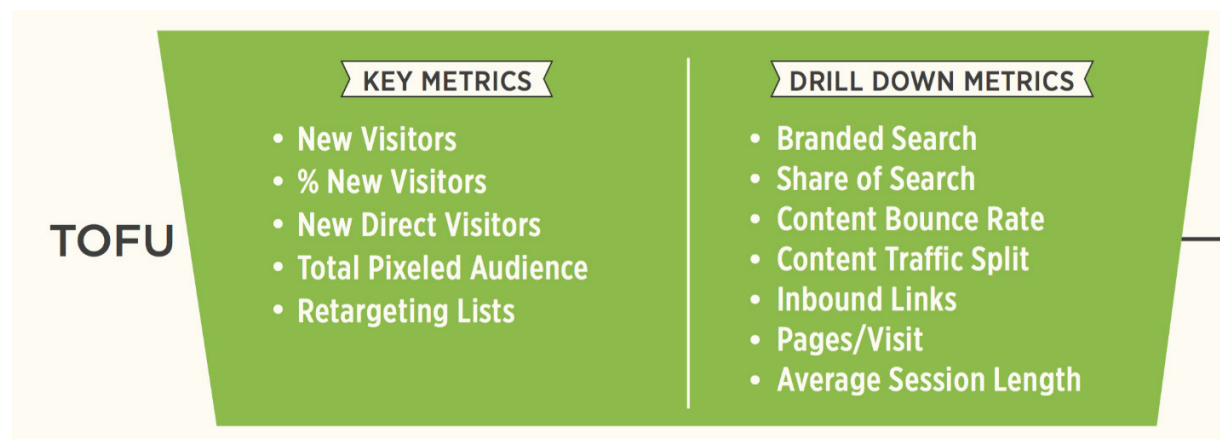 TOFU
KEY METRICS
• New Visitors
• % New Visitors
• New Direct Visitors
• Total Pixeled Audience
• Retargeting Lists
DRILL DOWN METRICS
• Branded Search
• Share of Search
• Content Bounce Rate
• Content Traffic Split
• Inbound Links
• Pages/Visit
• Average Session Length